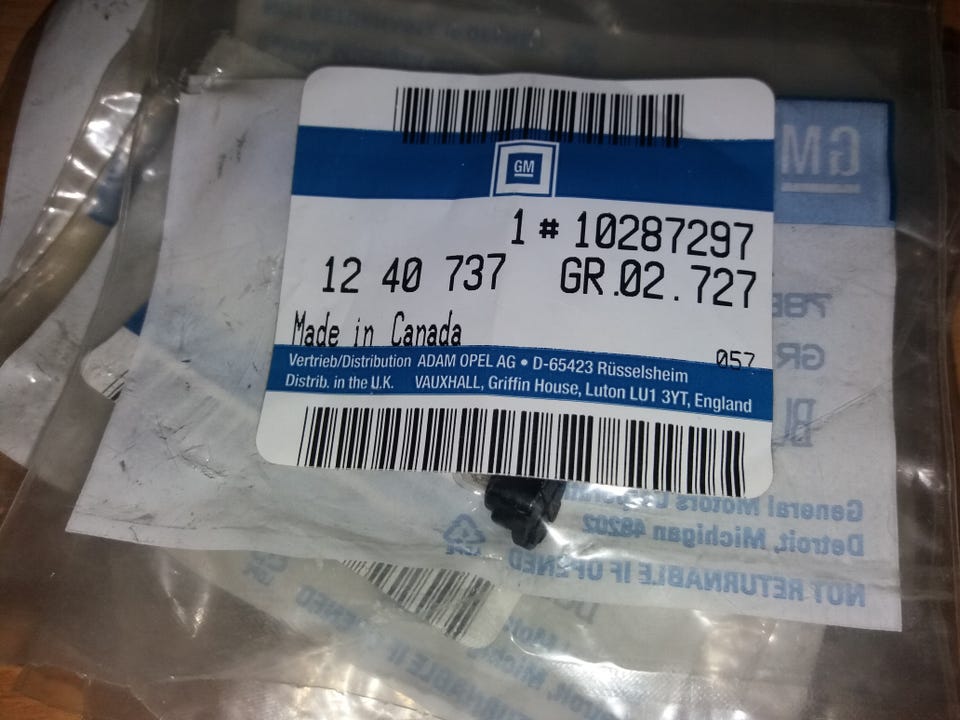 GM
1 # 10287297
12 40 737 GR.02.727
Made in Canada
057
Vertrieb/Distribution ADAM OPEL AG • D-65423 Rüsselsheim
Distrib. in the U.K. VAUXHALL, Griffin House, Luton LU1 3YT, England
GM
GR
General Motors
Detroit, Michigan 48202
NOT RETURNABLE IF OPENED